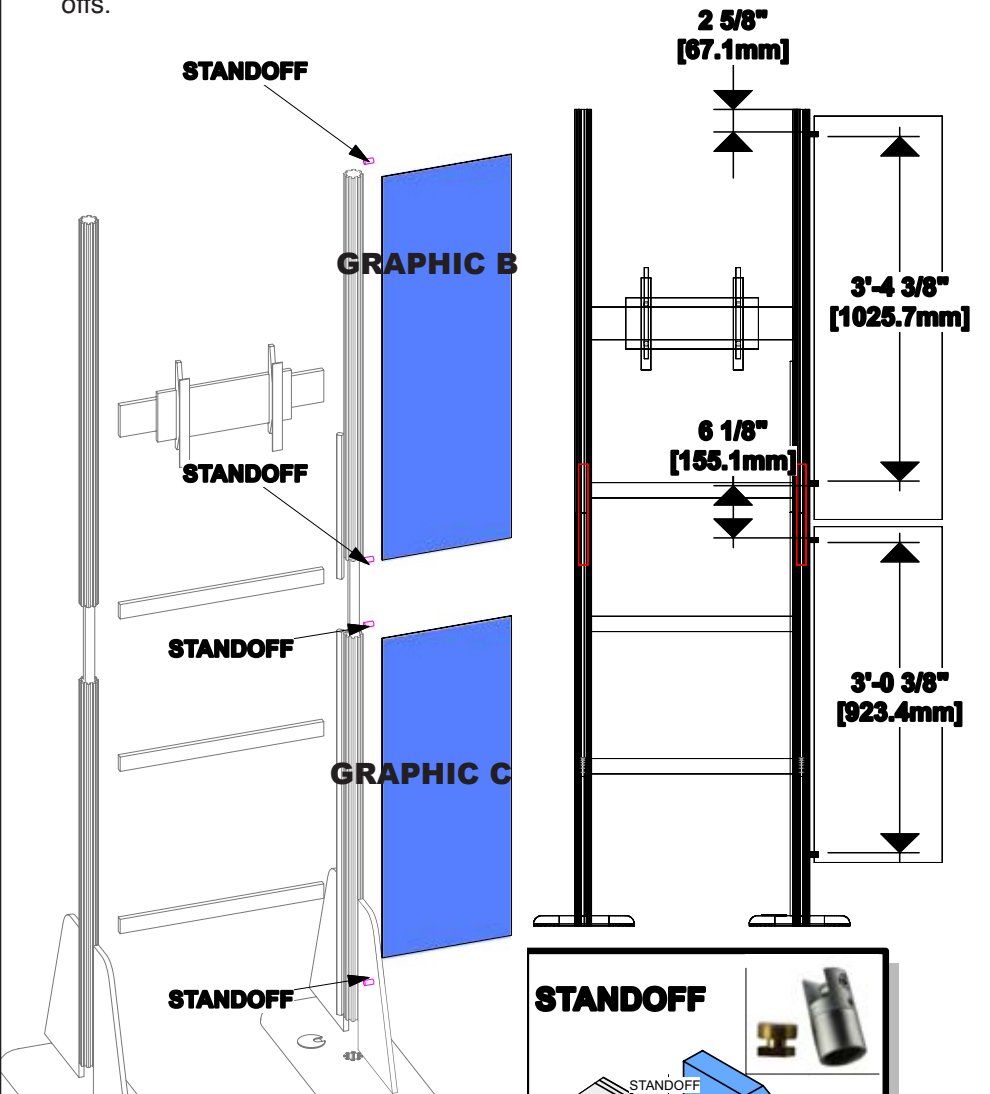 offs.
STANDOFF
2 5/8"
[67.1mm]
GRAPHIC B
3'-4 3/8"
[1025.7mm]
STANDOFF
6 1/8"
[155.1mm]
STANDOFF
3'-0 3/8"
[923.4mm]
GRAPHIC C
STANDOFF
STANDOFF
STANDOFF